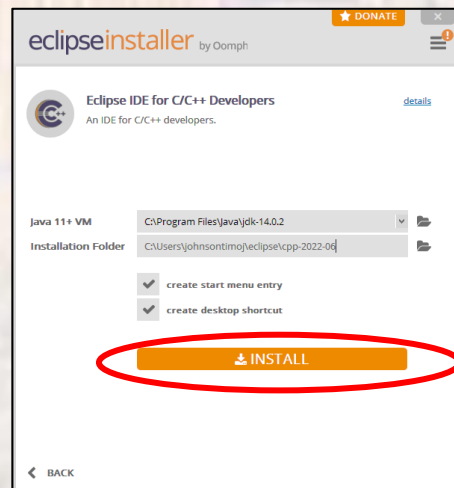 ★ DONATE
eclipseinstaller by Oomph
Eclipse IDE for C/C++ Developers
details
An IDE for C/C++ developers.
Java 11+ VM
C:\Program Files\Java\jdk-14.0.2
Installation Folder
C:\Users\johnsontimoj\eclipse\cpp-2022-06
create start menu entry
create desktop shortcut
INSTALL
BACK